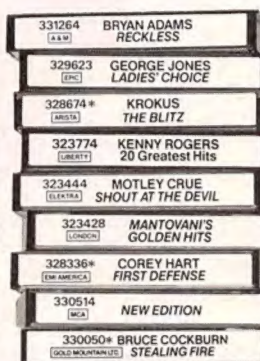 331264 BRYAN ADAMS
A&M RECKLESS
329623 GEORGE JONES
EPIC LADIES' CHOICE
328674* KROKUS
ARISTA THE BLITZ
323774 KENNY ROGERS
LIBERTY 20 Greatest Hits
323444 MOTLEY CRUE
ELEKTRA SHOUT AT THE DEVIL
323428 MANTOVANI'S
LONDON GOLDEN HITS
328336* COREY HART
EMI AMERICA FIRST DEFENSE
330514
MCA NEW EDITION
330050* BRUCE COCKBURN
GOLD MOUNTAIN LTD. STEALING FIRE